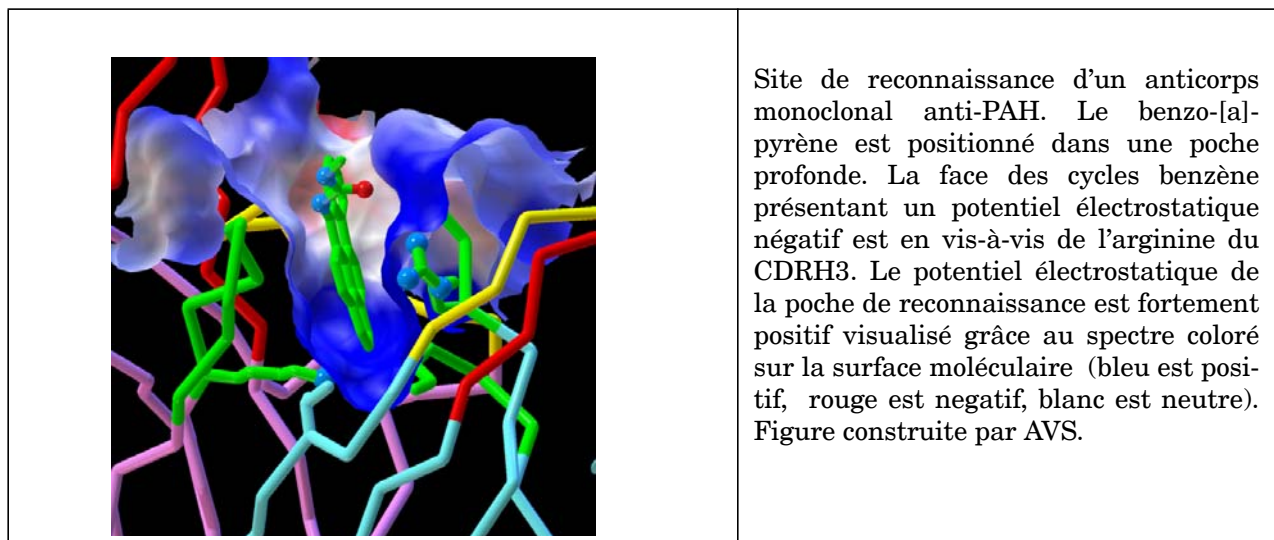 Site de reconnaissance d'un anticorps
monoclonal anti-PAH. Le benzo-[a]-
pyrène est positionné dans une poche
profonde. La face des cycles benzène
présentant un potentiel électrostatique
négatif est en vis-à-vis de l'arginine du
CDRH3. Le potentiel électrostatique de
la poche de reconnaissance est fortement
positif visualisé grâce au spectre coloré
sur la surface moléculaire (bleu est posi-
tif, rouge est negatif, blanc est neutre).
Figure construite par AVS.